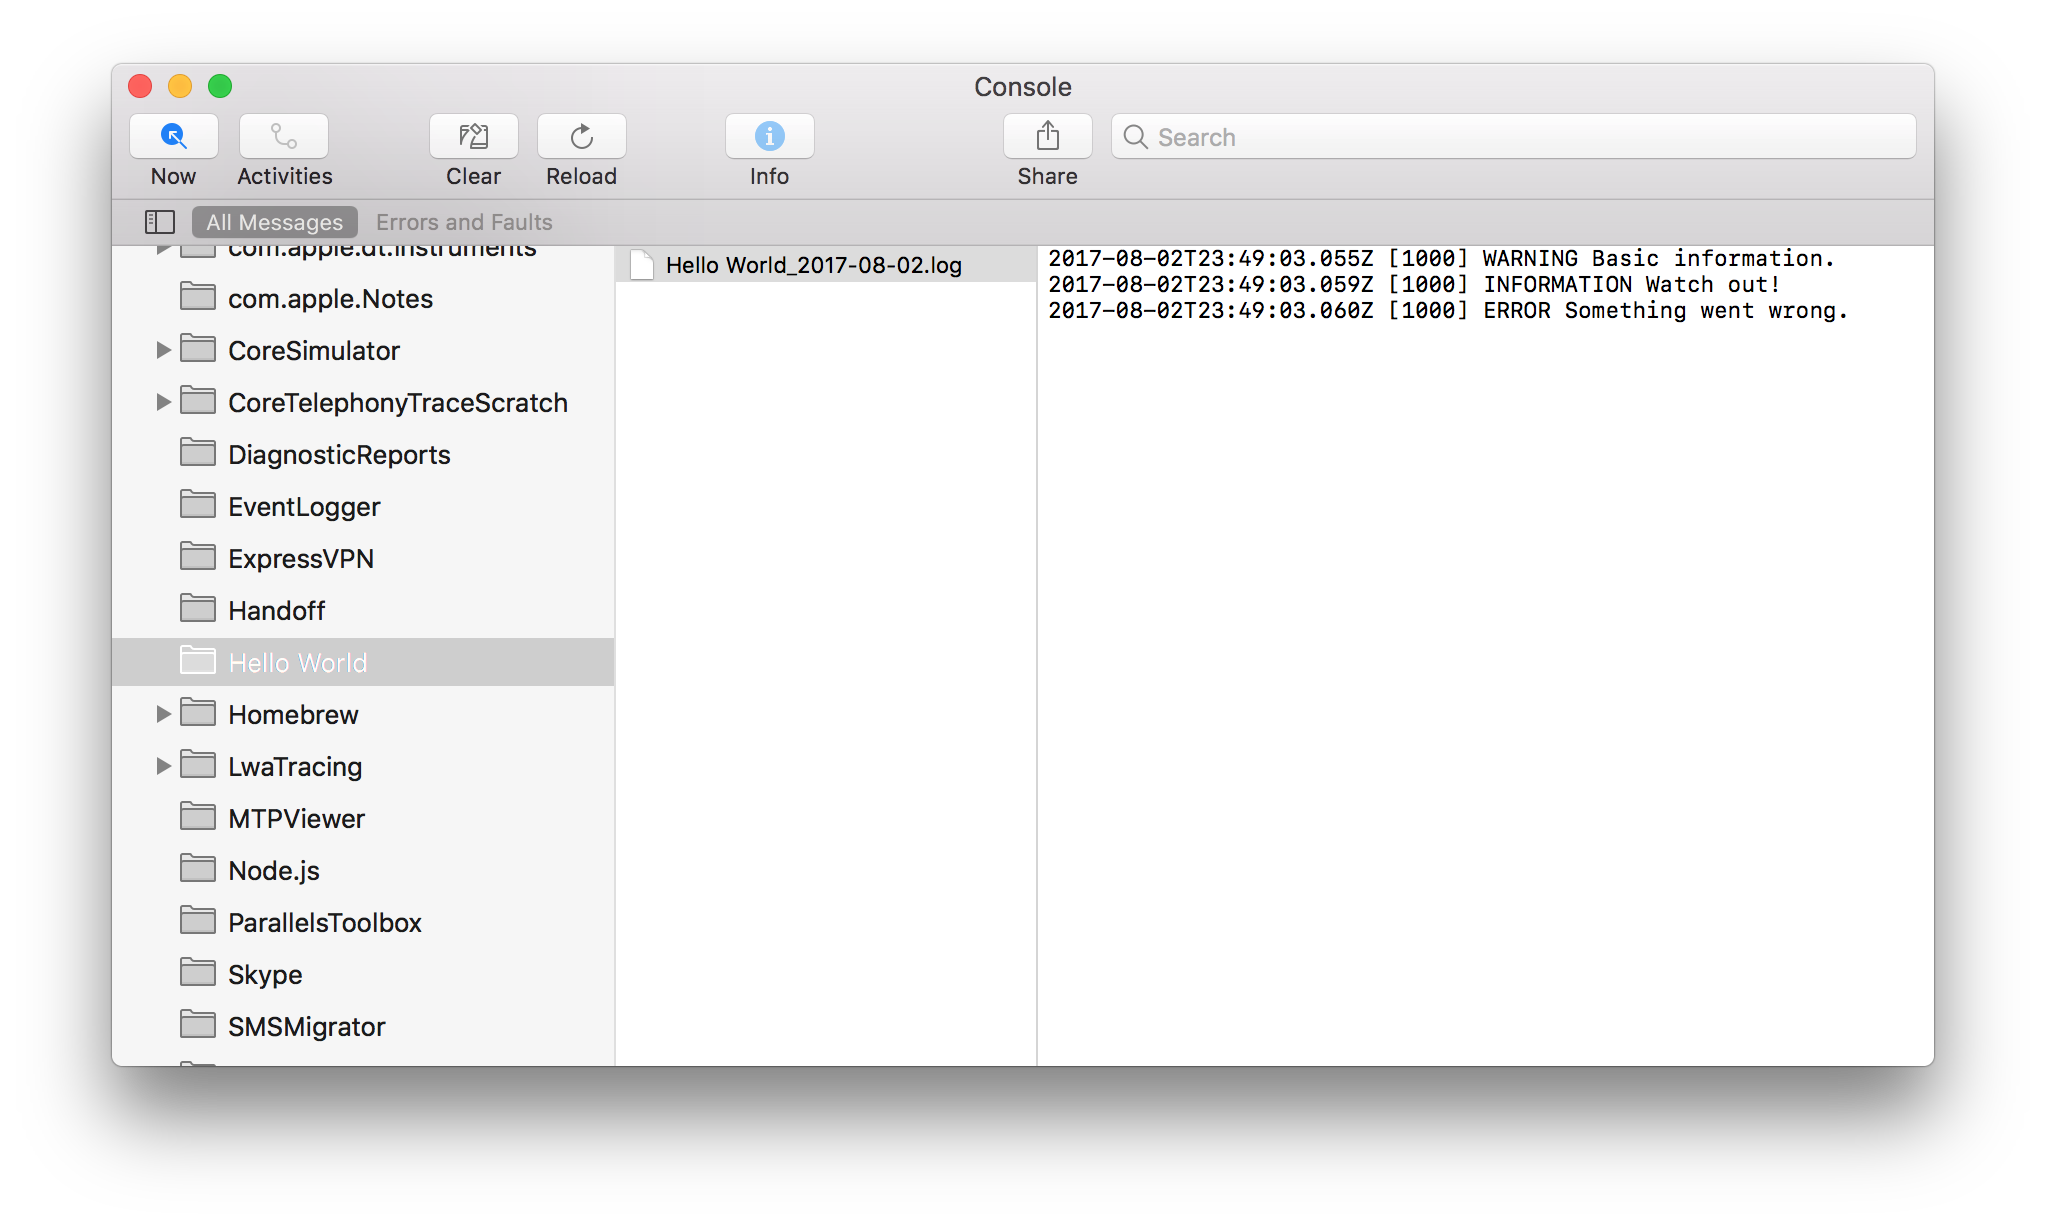 Console
Now
Activities
Clear
Reload
Info
Share
Search
All Messages
Errors and Faults
com.apple.dt.instruments
com.apple.Notes
CoreSimulator
CoreTelephonyTraceScratch
DiagnosticReports
EventLogger
ExpressVPN
Handoff
Hello World
Homebrew
LwaTracing
MTPViewer
Node.js
ParallelsToolbox
Skype
SMSMigrator
Hello World_2017-08-02.log
2017-08-02T23:49:03.055Z [1000] WARNING Basic information.
2017-08-02T23:49:03.059Z [1000] INFORMATION Watch out!
2017-08-02T23:49:03.060Z [1000] ERROR Something went wrong.